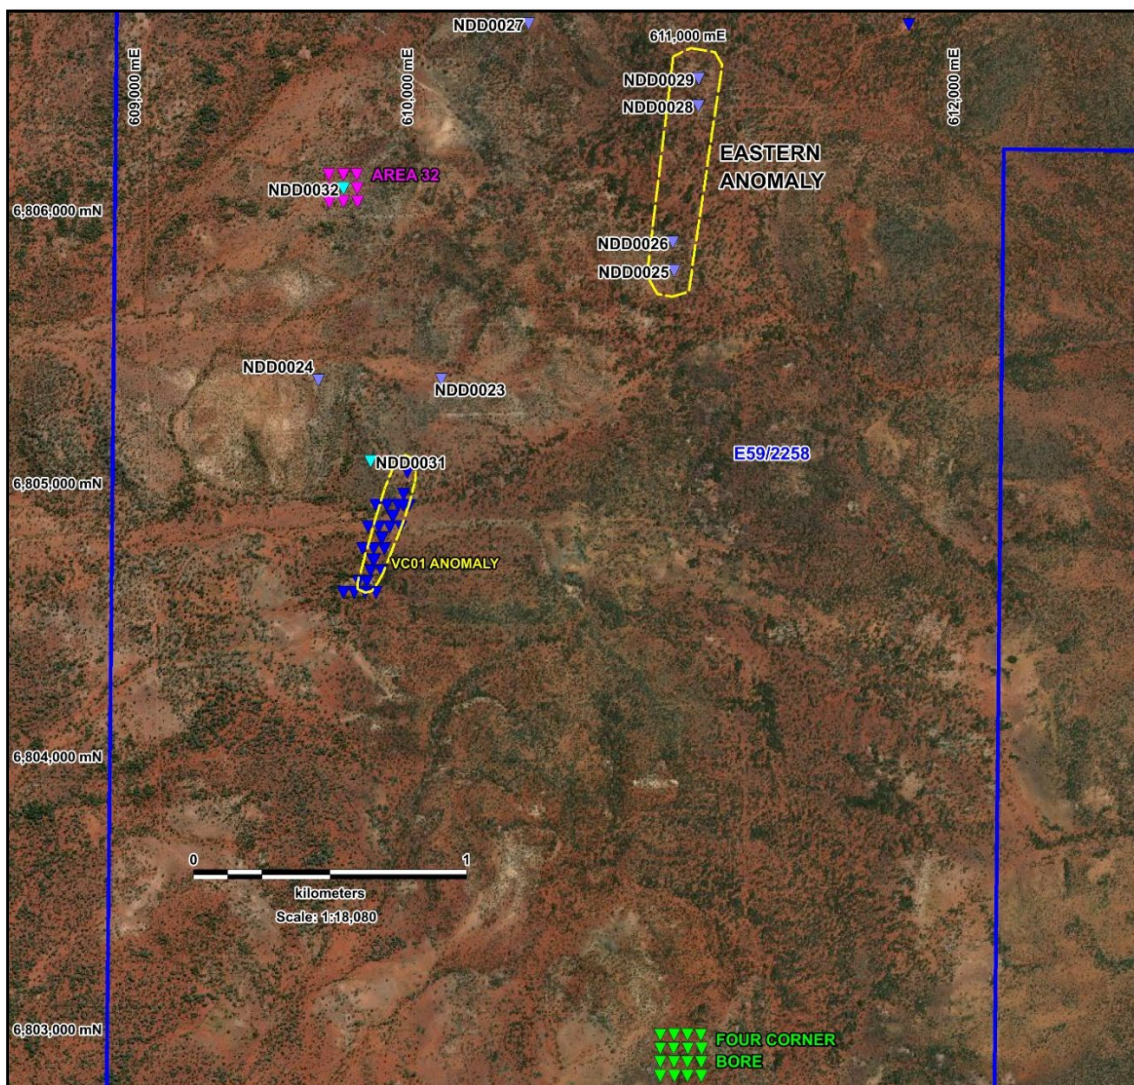 NDD0027
611,000 mE
609,000 mE
610,000 mE
612,000 mE
NDD0029
NDD0028
EASTERN
ANOMALY
AREA 32
NDD0032
6,806,000 mN
NDD0026
NDD0025
NDD0024
NDD0023
E59/2258
NDD0031
6,805,000 mN
VC01 ANOMALY
6,804,000 mN
0 1
kilometers
Scale: 1:18,080
6,803,000 mN
FOUR CORNER
BORE